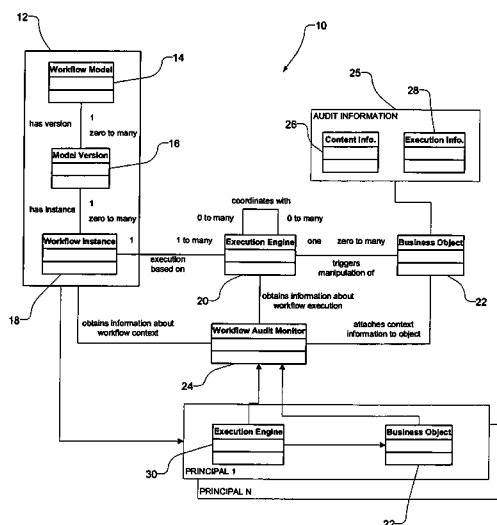 12
10
Workflow Model
14
25
28
has version
1
zero to many
AUDIT INFORMATION
26
Content Info.
Execution Info.
Model Version
16
has instance
1
zero to many
coordinates with
0 to many
0 to many
Workflow Instance
1
1 to many
Execution Engine
one
zero to many
Business Object
execution
based on
triggers
manipulation of
18
20
22
obtains information about
workflow execution
obtains information about
workflow context
Workflow Audit Monitor
attaches context
information to object
24
Execution Engine
Business Object
30
PRINCIPAL 1
PRINCIPAL N
22